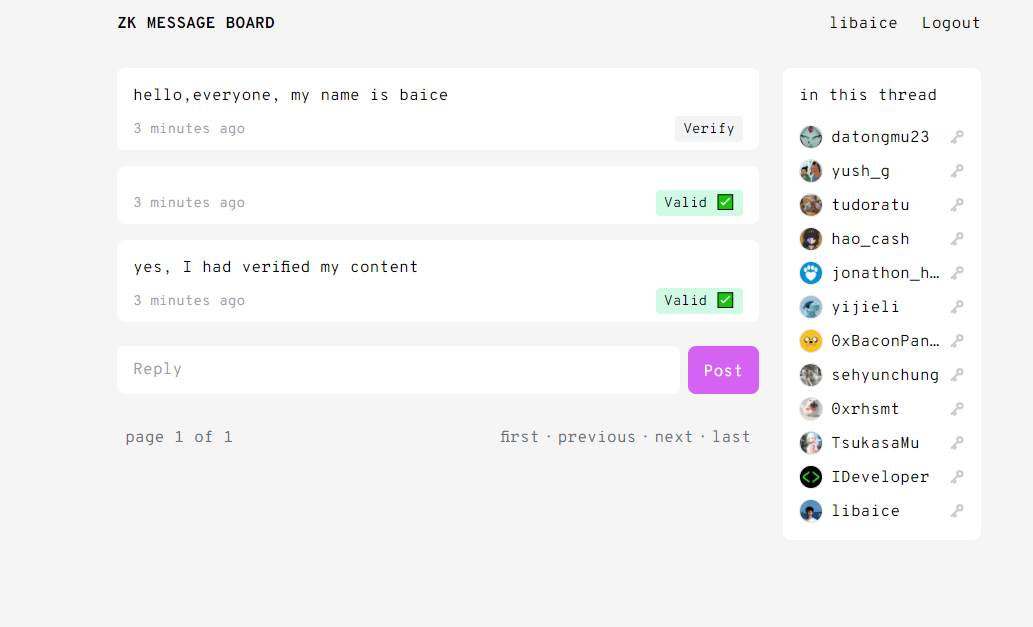 ZK MESSAGE BOARD
libaice Logout
hello,everyone, my name is baice
3 minutes ago
Verify
3 minutes ago
Valid ✅
yes, I had verified my content
3 minutes ago
Valid ✅
Reply
Post
page 1 of 1
first · previous · next · last
in this thread
datongmu23
yush_g
tudoratu
hao_cash
jonathon_h…
yijieli
0xBaconPan…
sehyunchung
0xrhsmt
TsukasaMu
IDeveloper
libaice